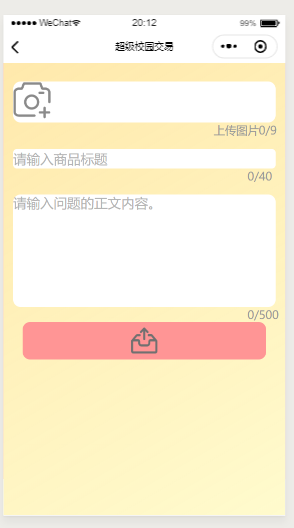 ●●●●● WeChat 20:12 99%
超级校园交易
上传图片0/9
请输入商品标题
0/40
请输入问题的正文内容。
0/500